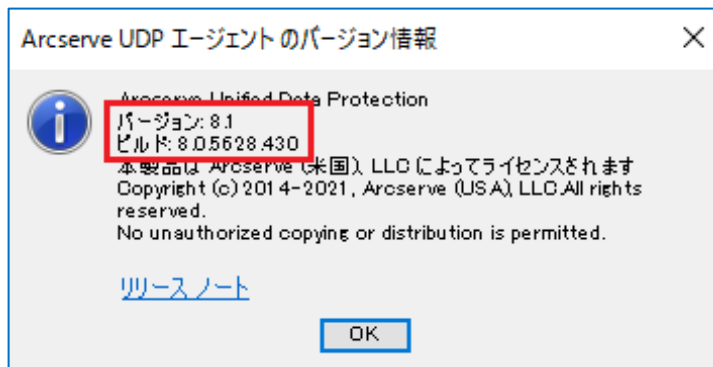 Arcserve UDP エージェント のバージョン情報
Arcserve Unified Data Protection
バージョン: 8.1
ビルド: 8.0.5628.430
本製品は Arcserve (米国), LLC によってライセンスされます
Copyright (c) 2014-2021, Arcserve (USA), LLC.All rights
reserved.
No unauthorized copying or distribution is permitted.
リリース ノート
OK